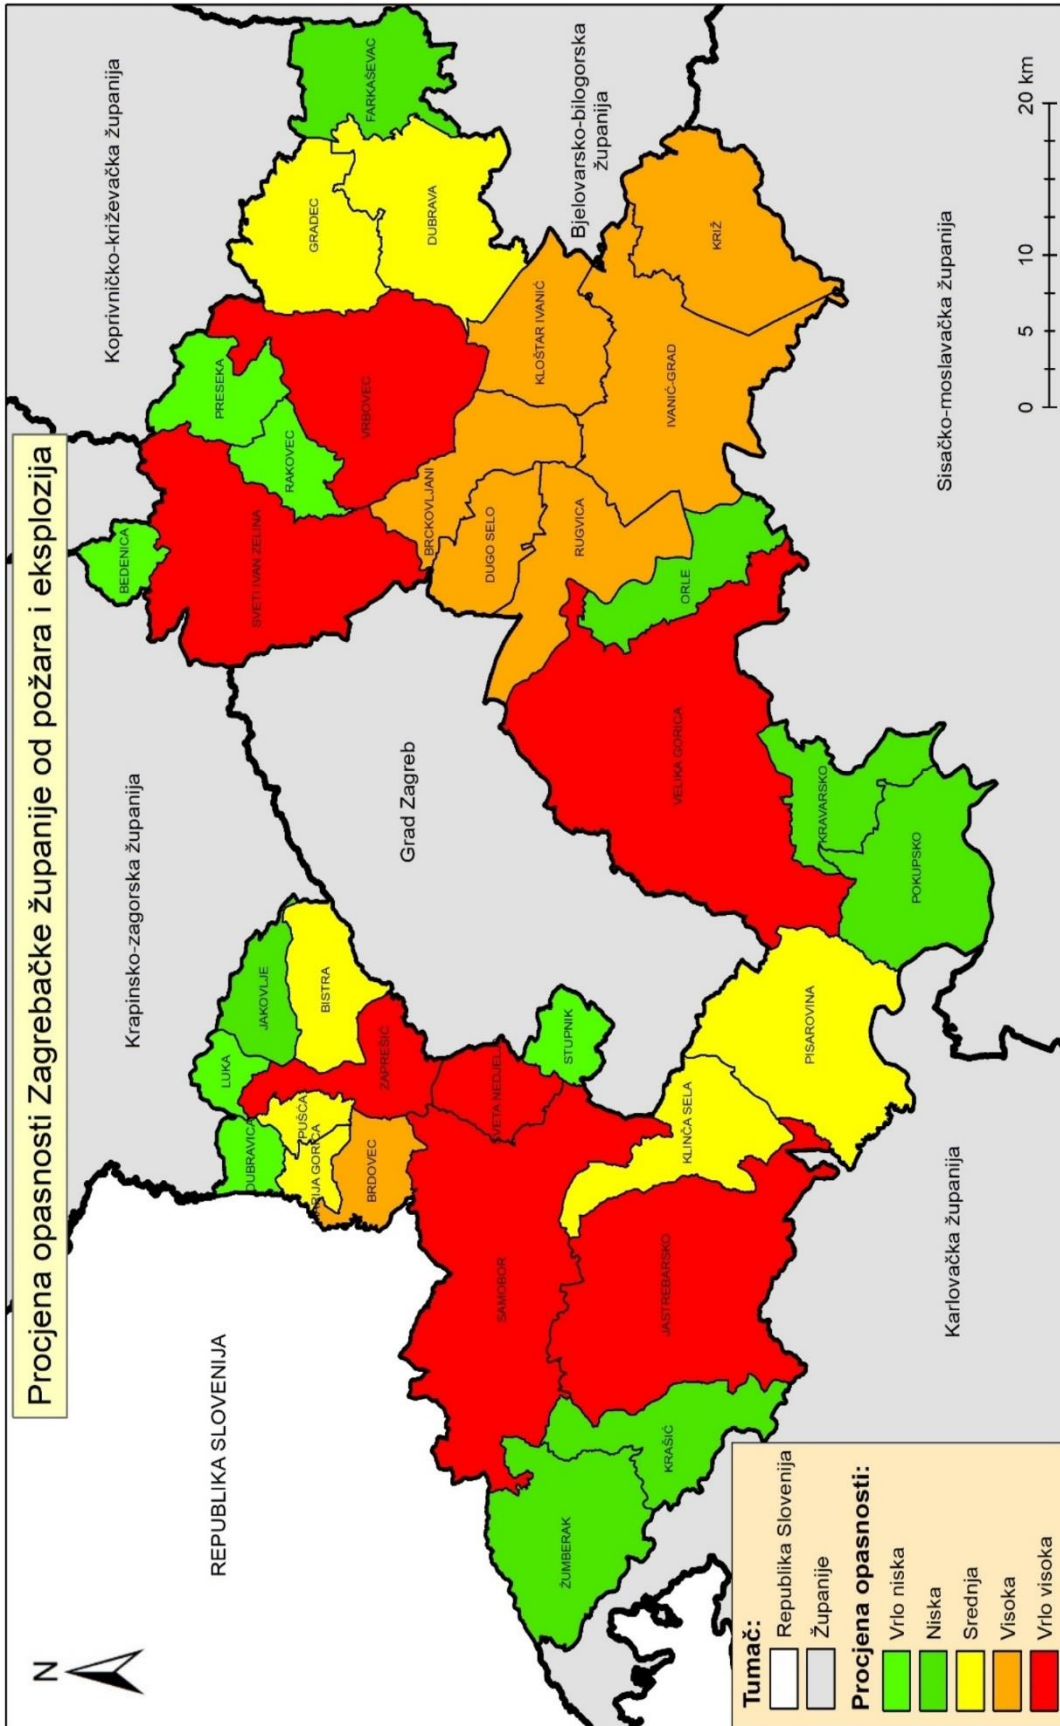 Procjena opasnosti Zagrebačke županije od požara i eksplozija
N
REPUBLIKA SLOVENIJA
Krapinsko-zagorska županija
Koprivničko-križevačka županija
Grad Zagreb
Bjelovarsko-bilogorska
županija
Sisačko-moslavačka županija
Karlovačka županija
BEDENICA
SVETI IVAN ZELINA
PRESEKA
RAKOVEC
VRBOVEC
GRADEC
FARKAŠEVAC
DUBRAVA
BRCKOVLJANI
DUGO SELO
KLOŠTAR IVANIĆ
RUGVICA
IVANIĆ-GRAD
KRIŽ
ORLE
VELIKA GORICA
KRAVARSKO
POKUPSKO
PISAROVINA
LUKA
JAKOVLJE
BISTRA
DUBRAVICA
PUŠĆA
MARIJA GORICA
BRDOVEC
ZAPREŠIĆ
SVETA NEDJELJA
STUPNIK
SAMOBOR
KLINČA SELA
JASTREBARSKO
KRAŠIĆ
ŽUMBERAK
Tumač:
Republika Slovenija
Županije
Procjena opasnosti:
Vrlo niska
Niska
Srednja
Visoka
Vrlo visoka
0 5 10 20 km